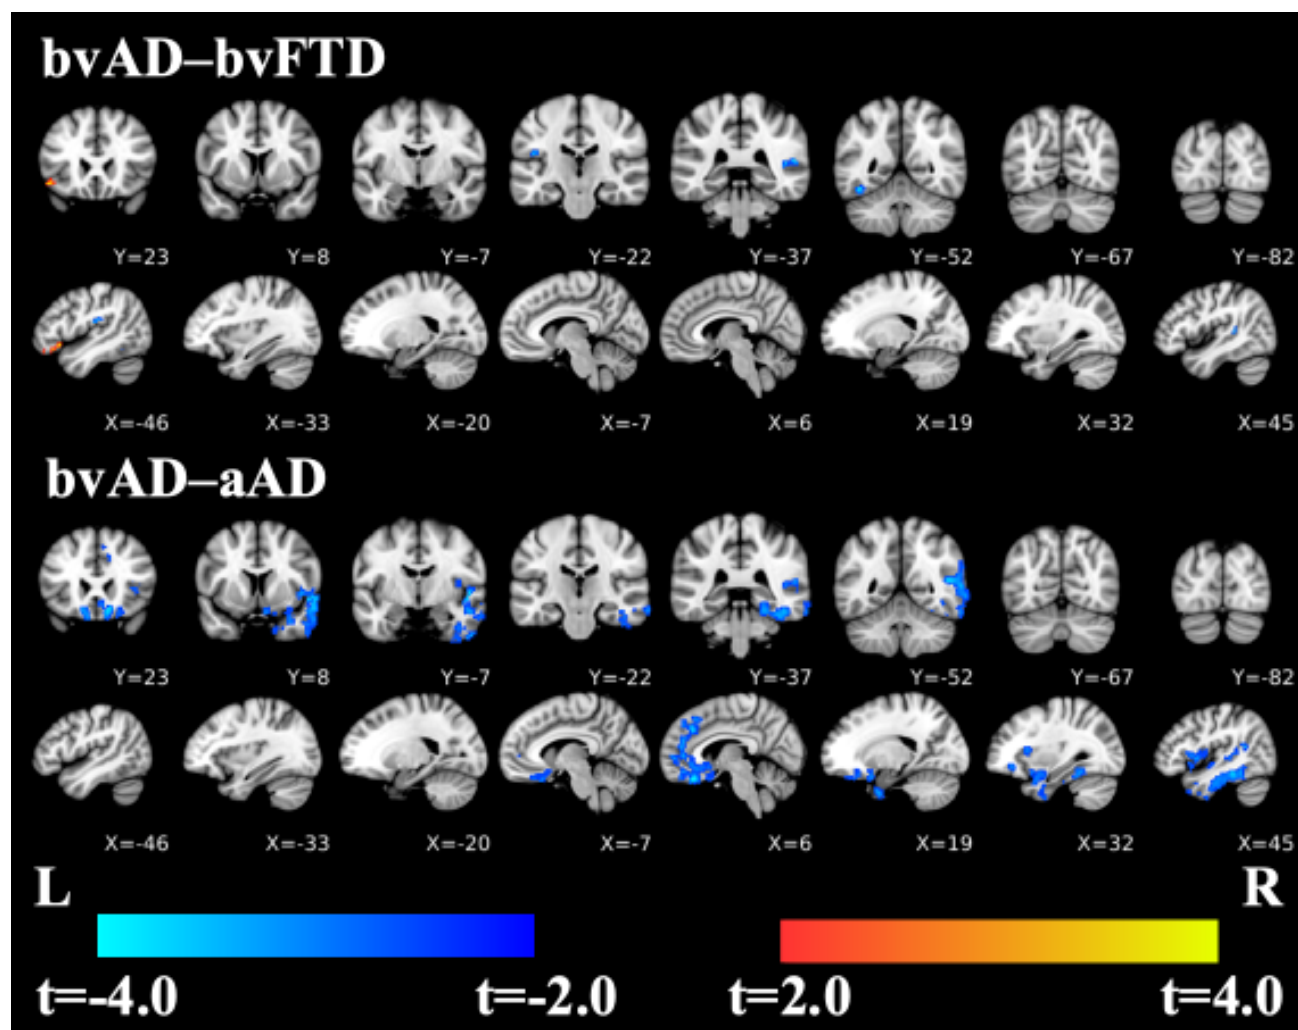 bvAD–bvFTD
Y=23 Y=8 Y=-7 Y=-22 Y=-37 Y=-52 Y=-67 Y=-82
X=-46 X=-33 X=-20 X=-7 X=6 X=19 X=32 X=45
bvAD–aAD
Y=23 Y=8 Y=-7 Y=-22 Y=-37 Y=-52 Y=-67 Y=-82
X=-46 X=-33 X=-20 X=-7 X=6 X=19 X=32 X=45
L R
t=-4.0 t=-2.0 t=2.0 t=4.0